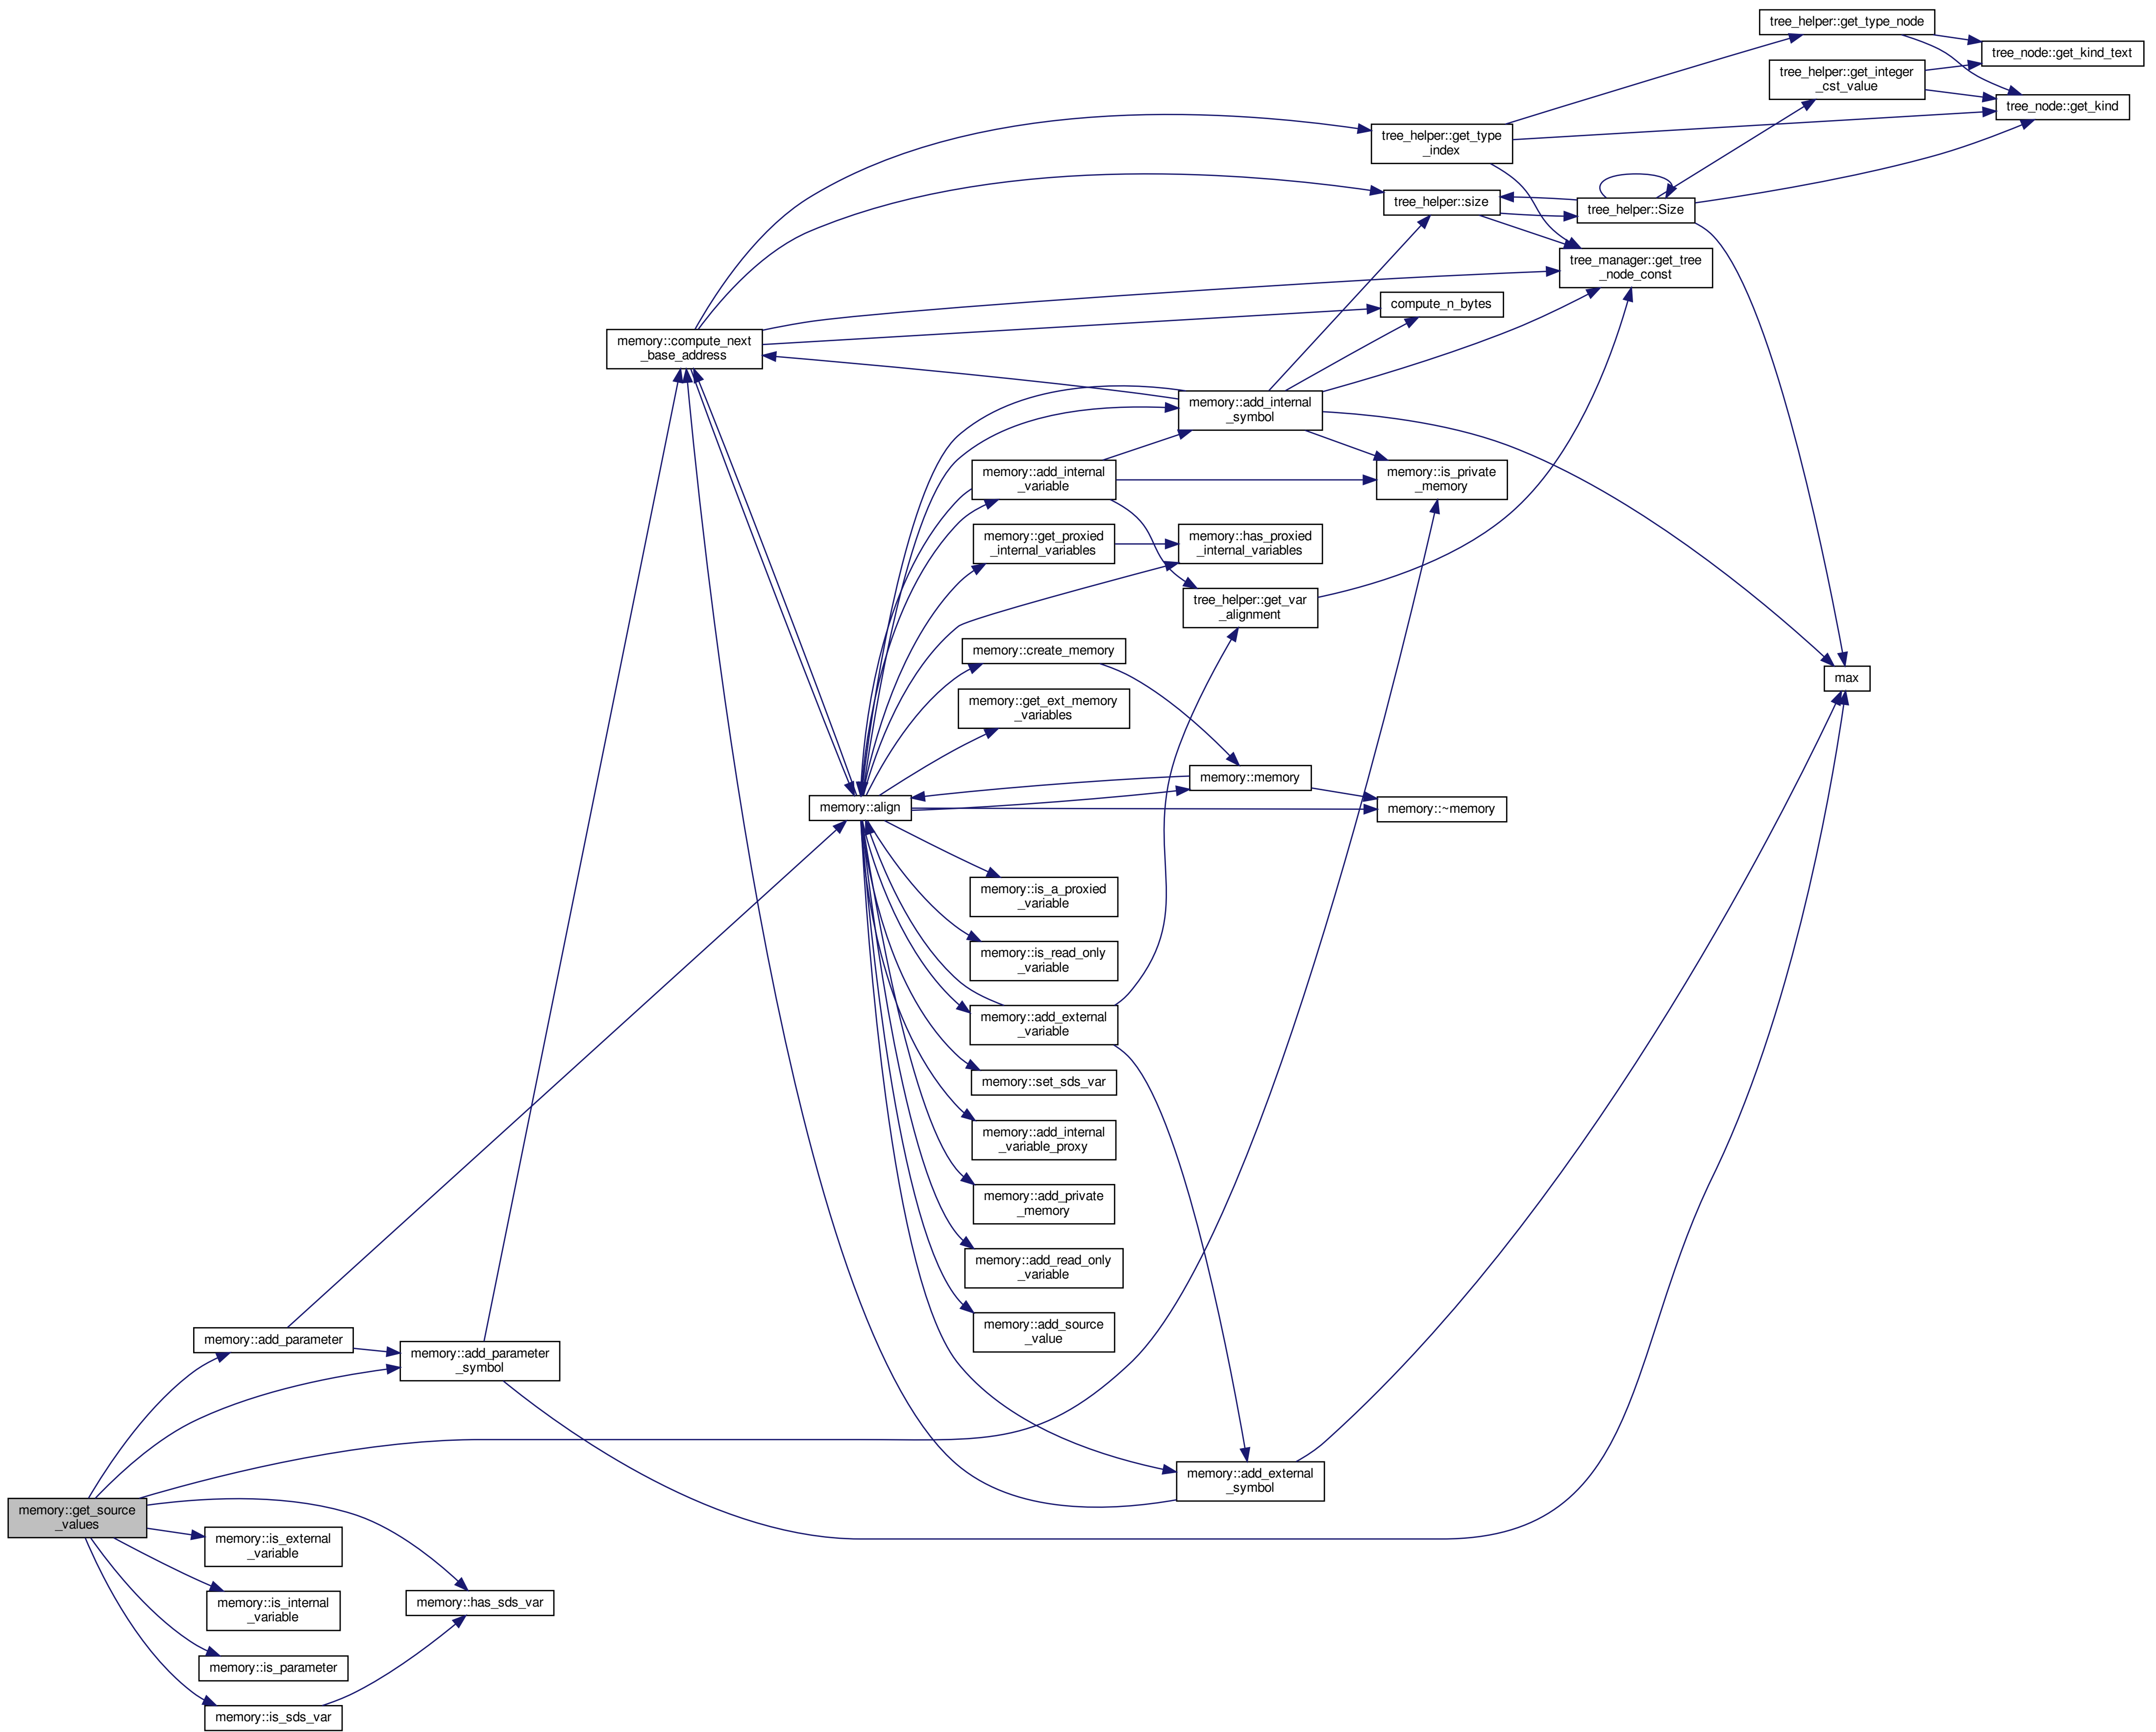 tree_helper::get_type_node
tree_node::get_kind_text
tree_helper::get_integer
_cst_value
tree_node::get_kind
tree_helper::get_type
_index
tree_helper::size
tree_helper::Size
tree_manager::get_tree
_node_const
compute_n_bytes
memory::compute_next
_base_address
memory::add_internal
_symbol
memory::add_internal
_variable
memory::is_private
_memory
memory::get_proxied
_internal_variables
memory::has_proxied
_internal_variables
tree_helper::get_var
_alignment
memory::create_memory
max
memory::get_ext_memory
_variables
memory::memory
memory::align
memory::~memory
memory::is_a_proxied
_variable
memory::is_read_only
_variable
memory::add_external
_variable
memory::set_sds_var
memory::add_internal
_variable_proxy
memory::add_private
_memory
memory::add_read_only
_variable
memory::add_source
_value
memory::add_parameter
memory::add_parameter
_symbol
memory::add_external
_symbol
memory::get_source
_values
memory::is_external
_variable
memory::is_internal
_variable
memory::has_sds_var
memory::is_parameter
memory::is_sds_var